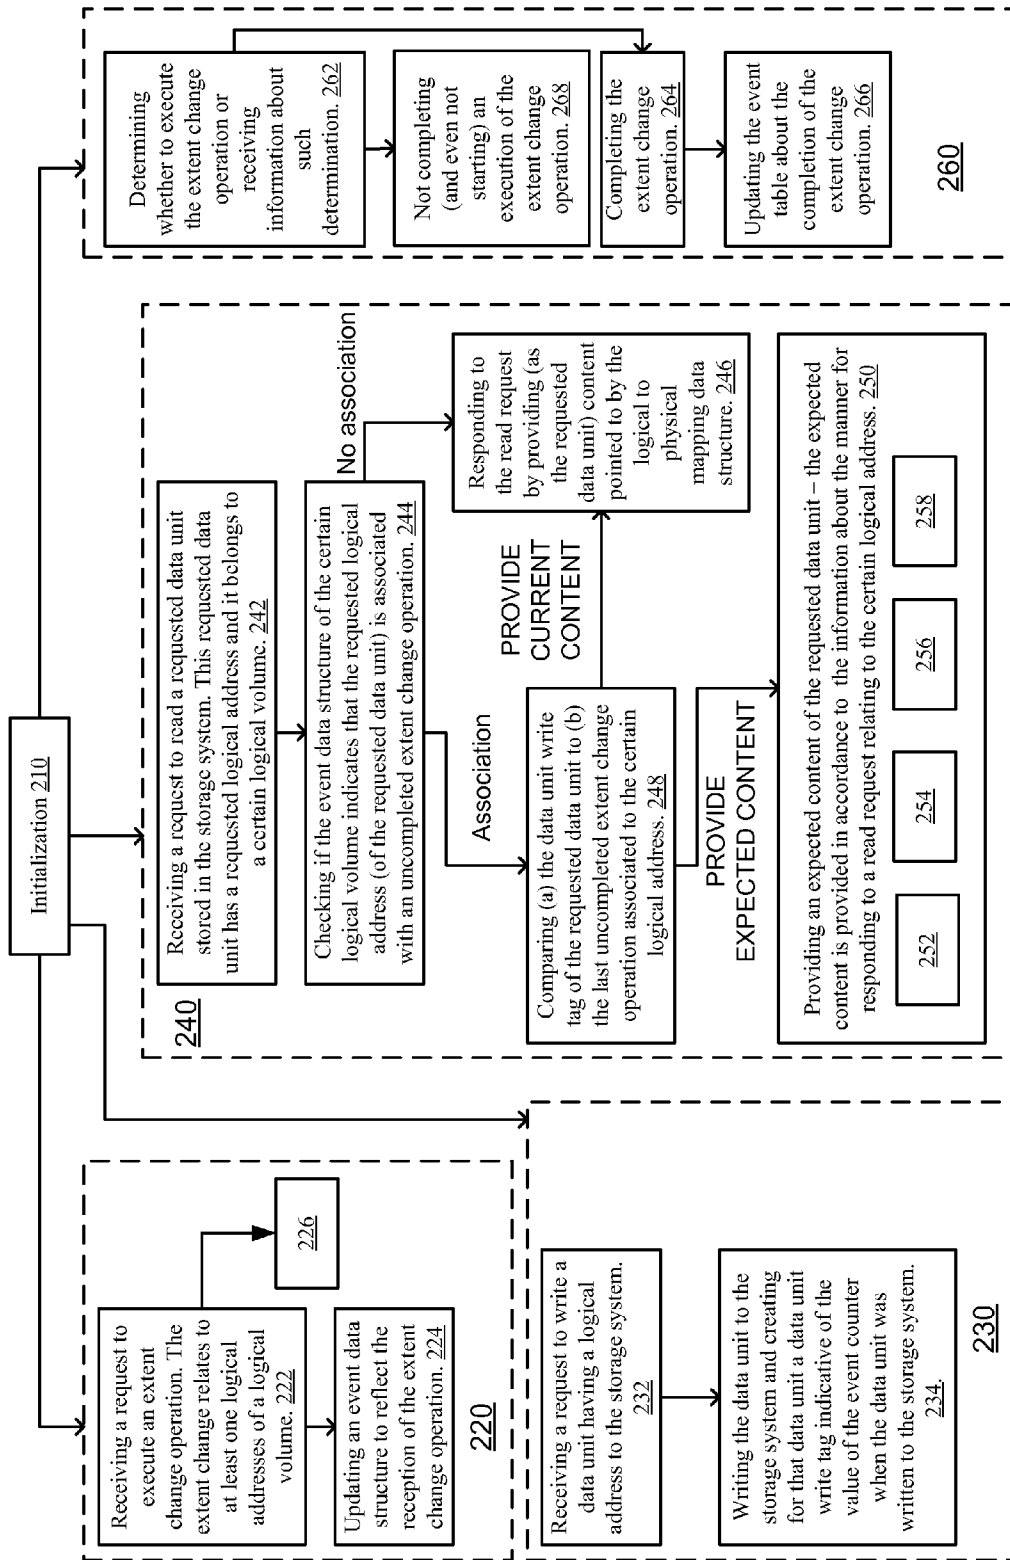 Initialization 210
Receiving a request to
execute an extent
change operation. The
extent change relates to
at least one logical
addresses of a logical
volume. 222
226
Updating an event data
structure to reflect the
reception of the extent
change operation. 224
220
Receiving a request to write a
data unit having a logical
address to the storage system.
232
Writing the data unit to the
storage system and creating
for that data unit a data unit
write tag indicative of the
value of the event counter
when the data unit was
written to the storage system.
234.
230
240
Receiving a request to read a requested data unit
stored in the storage system. This requested data
unit has a requested logical address and it belongs to
a certain logical volume. 242
Checking if the event data structure of the certain
logical volume indicates that the requested logical
address (of the requested data unit) is associated
with an uncompleted extent change operation. 244
No association
Association
Responding to
the read request
by providing (as
the requested
data unit) content
pointed to by the
logical to
physical
mapping data
structure. 246
Comparing (a) the data unit write
tag of the requested data unit to (b)
the last uncompleted extent change
operation associated to the certain
logical address. 248
PROVIDE
CURRENT
CONTENT
PROVIDE
EXPECTED CONTENT
Providing an expected content of the requested data unit – the expected
content is provided in accordance to the information about the manner for
responding to a read request relating to the certain logical address. 250
252
254
256
258
Determining
whether to execute
the extent change
operation or
receiving
information about
such
determination. 262
Not completing
(and even not
starting) an
execution of the
extent change
operation. 268
Completing the
extent change
operation. 264
Updating the event
table about the
completion of the
extent change
operation. 266
260